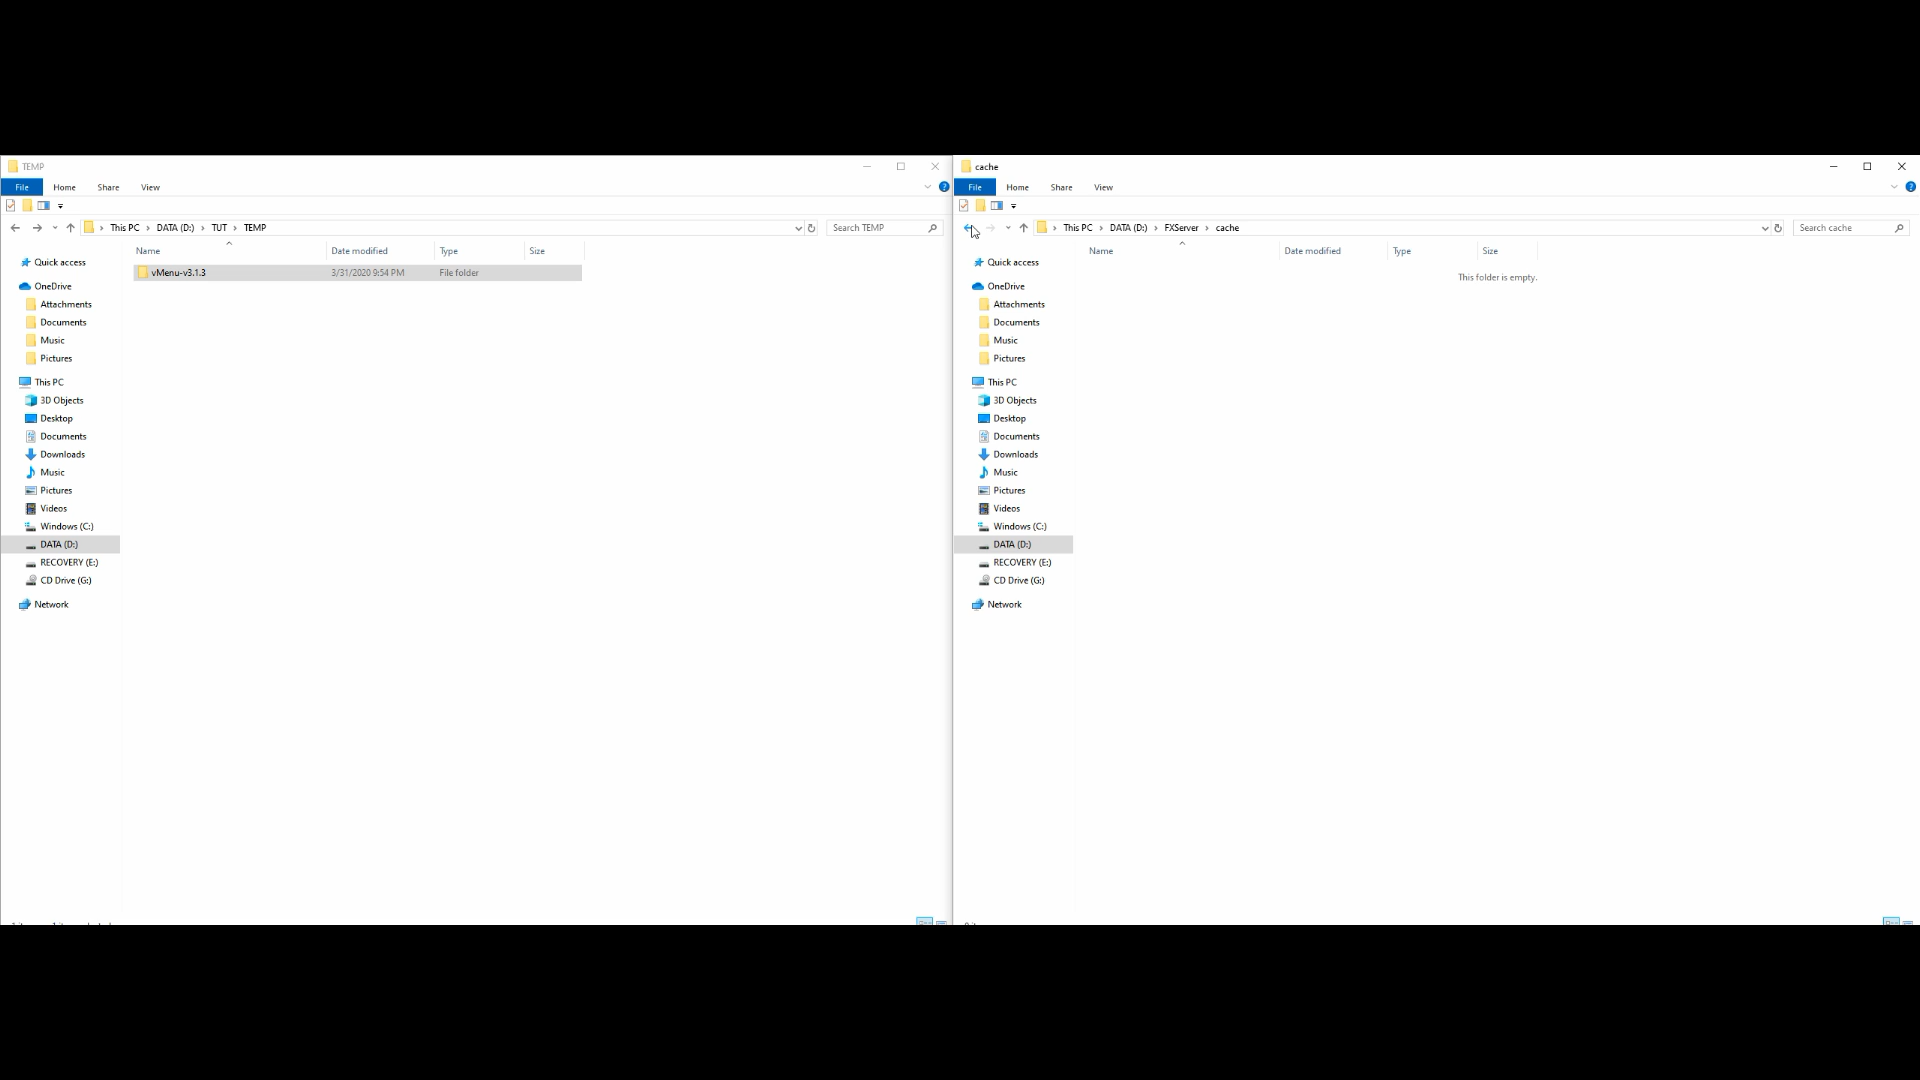 TEMP
File Home Share View
This PC DATA (D:) TUT TEMP
Search TEMP
Name Date modified Type Size
vMenu-v3.1.3 3/31/2020 9:54 PM File folder
Quick access
OneDrive
Attachments
Documents
Music
Pictures
This PC
3D Objects
Desktop
Documents
Downloads
Music
Pictures
Videos
Windows (C:)
DATA (D:)
RECOVERY (E:)
CD Drive (G:)
Network
cache
File Home Share View
This PC DATA (D:) FXServer cache
Search cache
Name Date modified Type Size
This folder is empty.
Quick access
OneDrive
Attachments
Documents
Music
Pictures
This PC
3D Objects
Desktop
Documents
Downloads
Music
Pictures
Videos
Windows (C:)
DATA (D:)
RECOVERY (E:)
CD Drive (G:)
Network